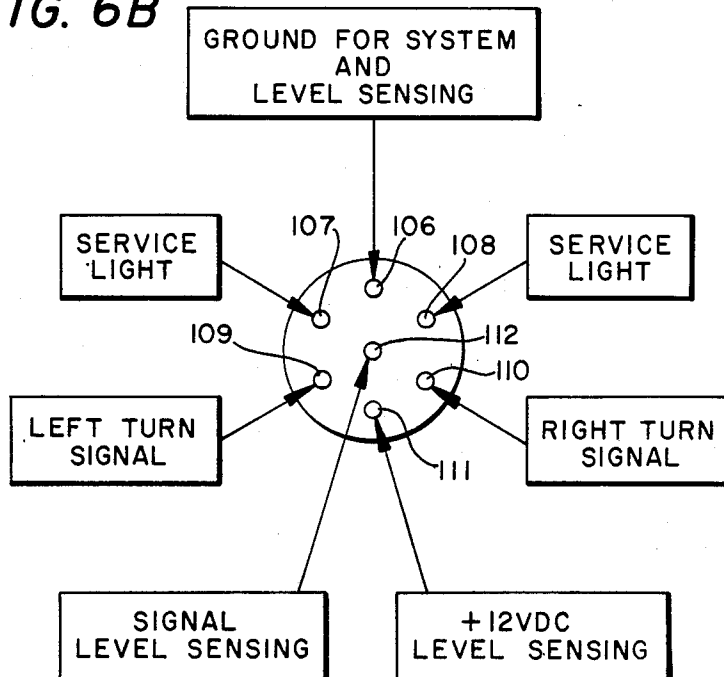 IG. 6B
GROUND FOR SYSTEM
AND
LEVEL SENSING
SERVICE
LIGHT
107
106
108
SERVICE
LIGHT
109
112
110
LEFT TURN
SIGNAL
111
RIGHT TURN
SIGNAL
SIGNAL
LEVEL SENSING
+12VDC
LEVEL SENSING